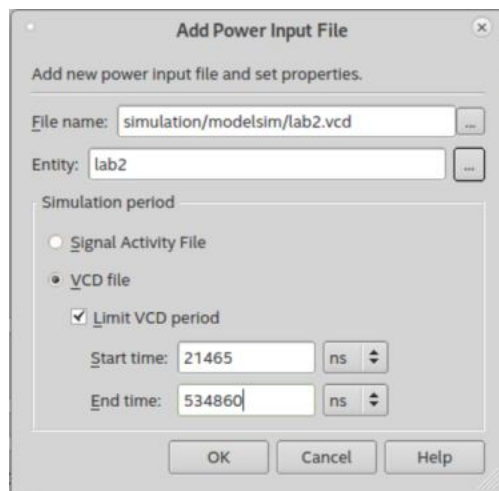 Add Power Input File
Add new power input file and set properties.
File name: simulation/modelsim/lab2.vcd ...
Entity: lab2 ...
Simulation period
Signal Activity File
VCD file
Limit VCD period
Start time: 21465 ns
End time: 534860 ns
OK Cancel Help